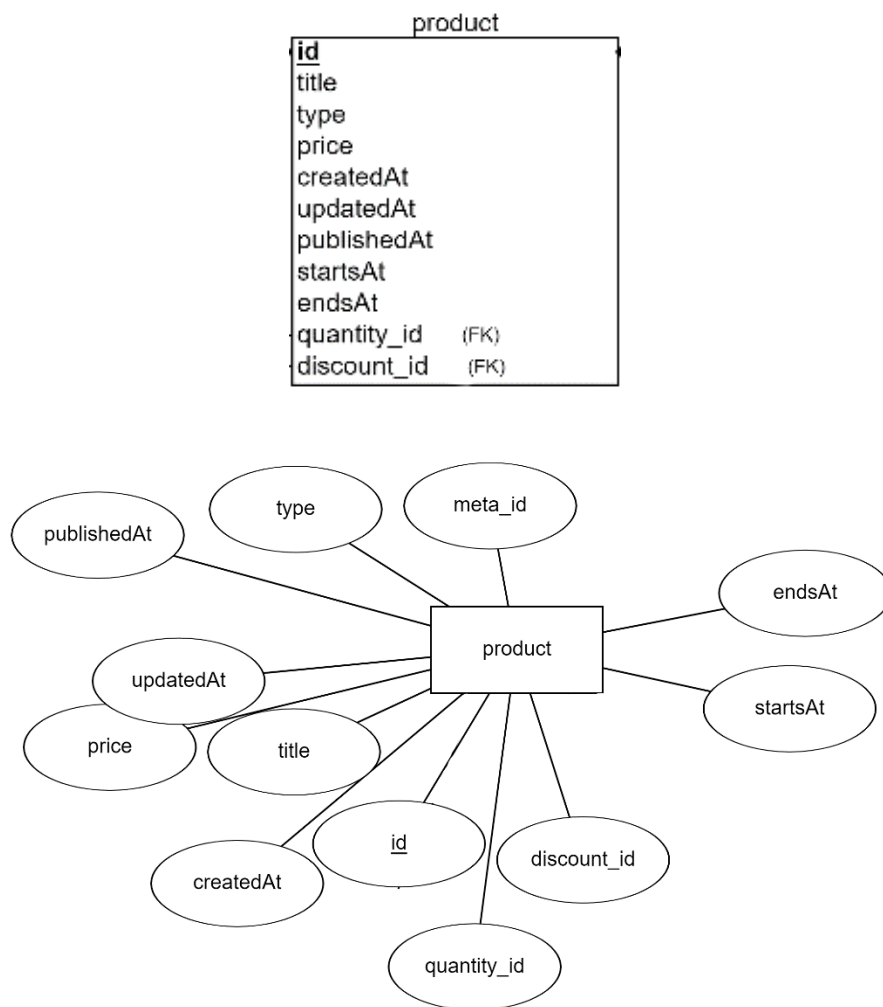 product
id
title
type
price
createdAt
updatedAt
publishedAt
startsAt
endsAt
quantity_id (FK)
discount_id (FK)
type
meta_id
publishedAt
endsAt
product
updatedAt
startsAt
price
title
id
discount_id
createdAt
quantity_id